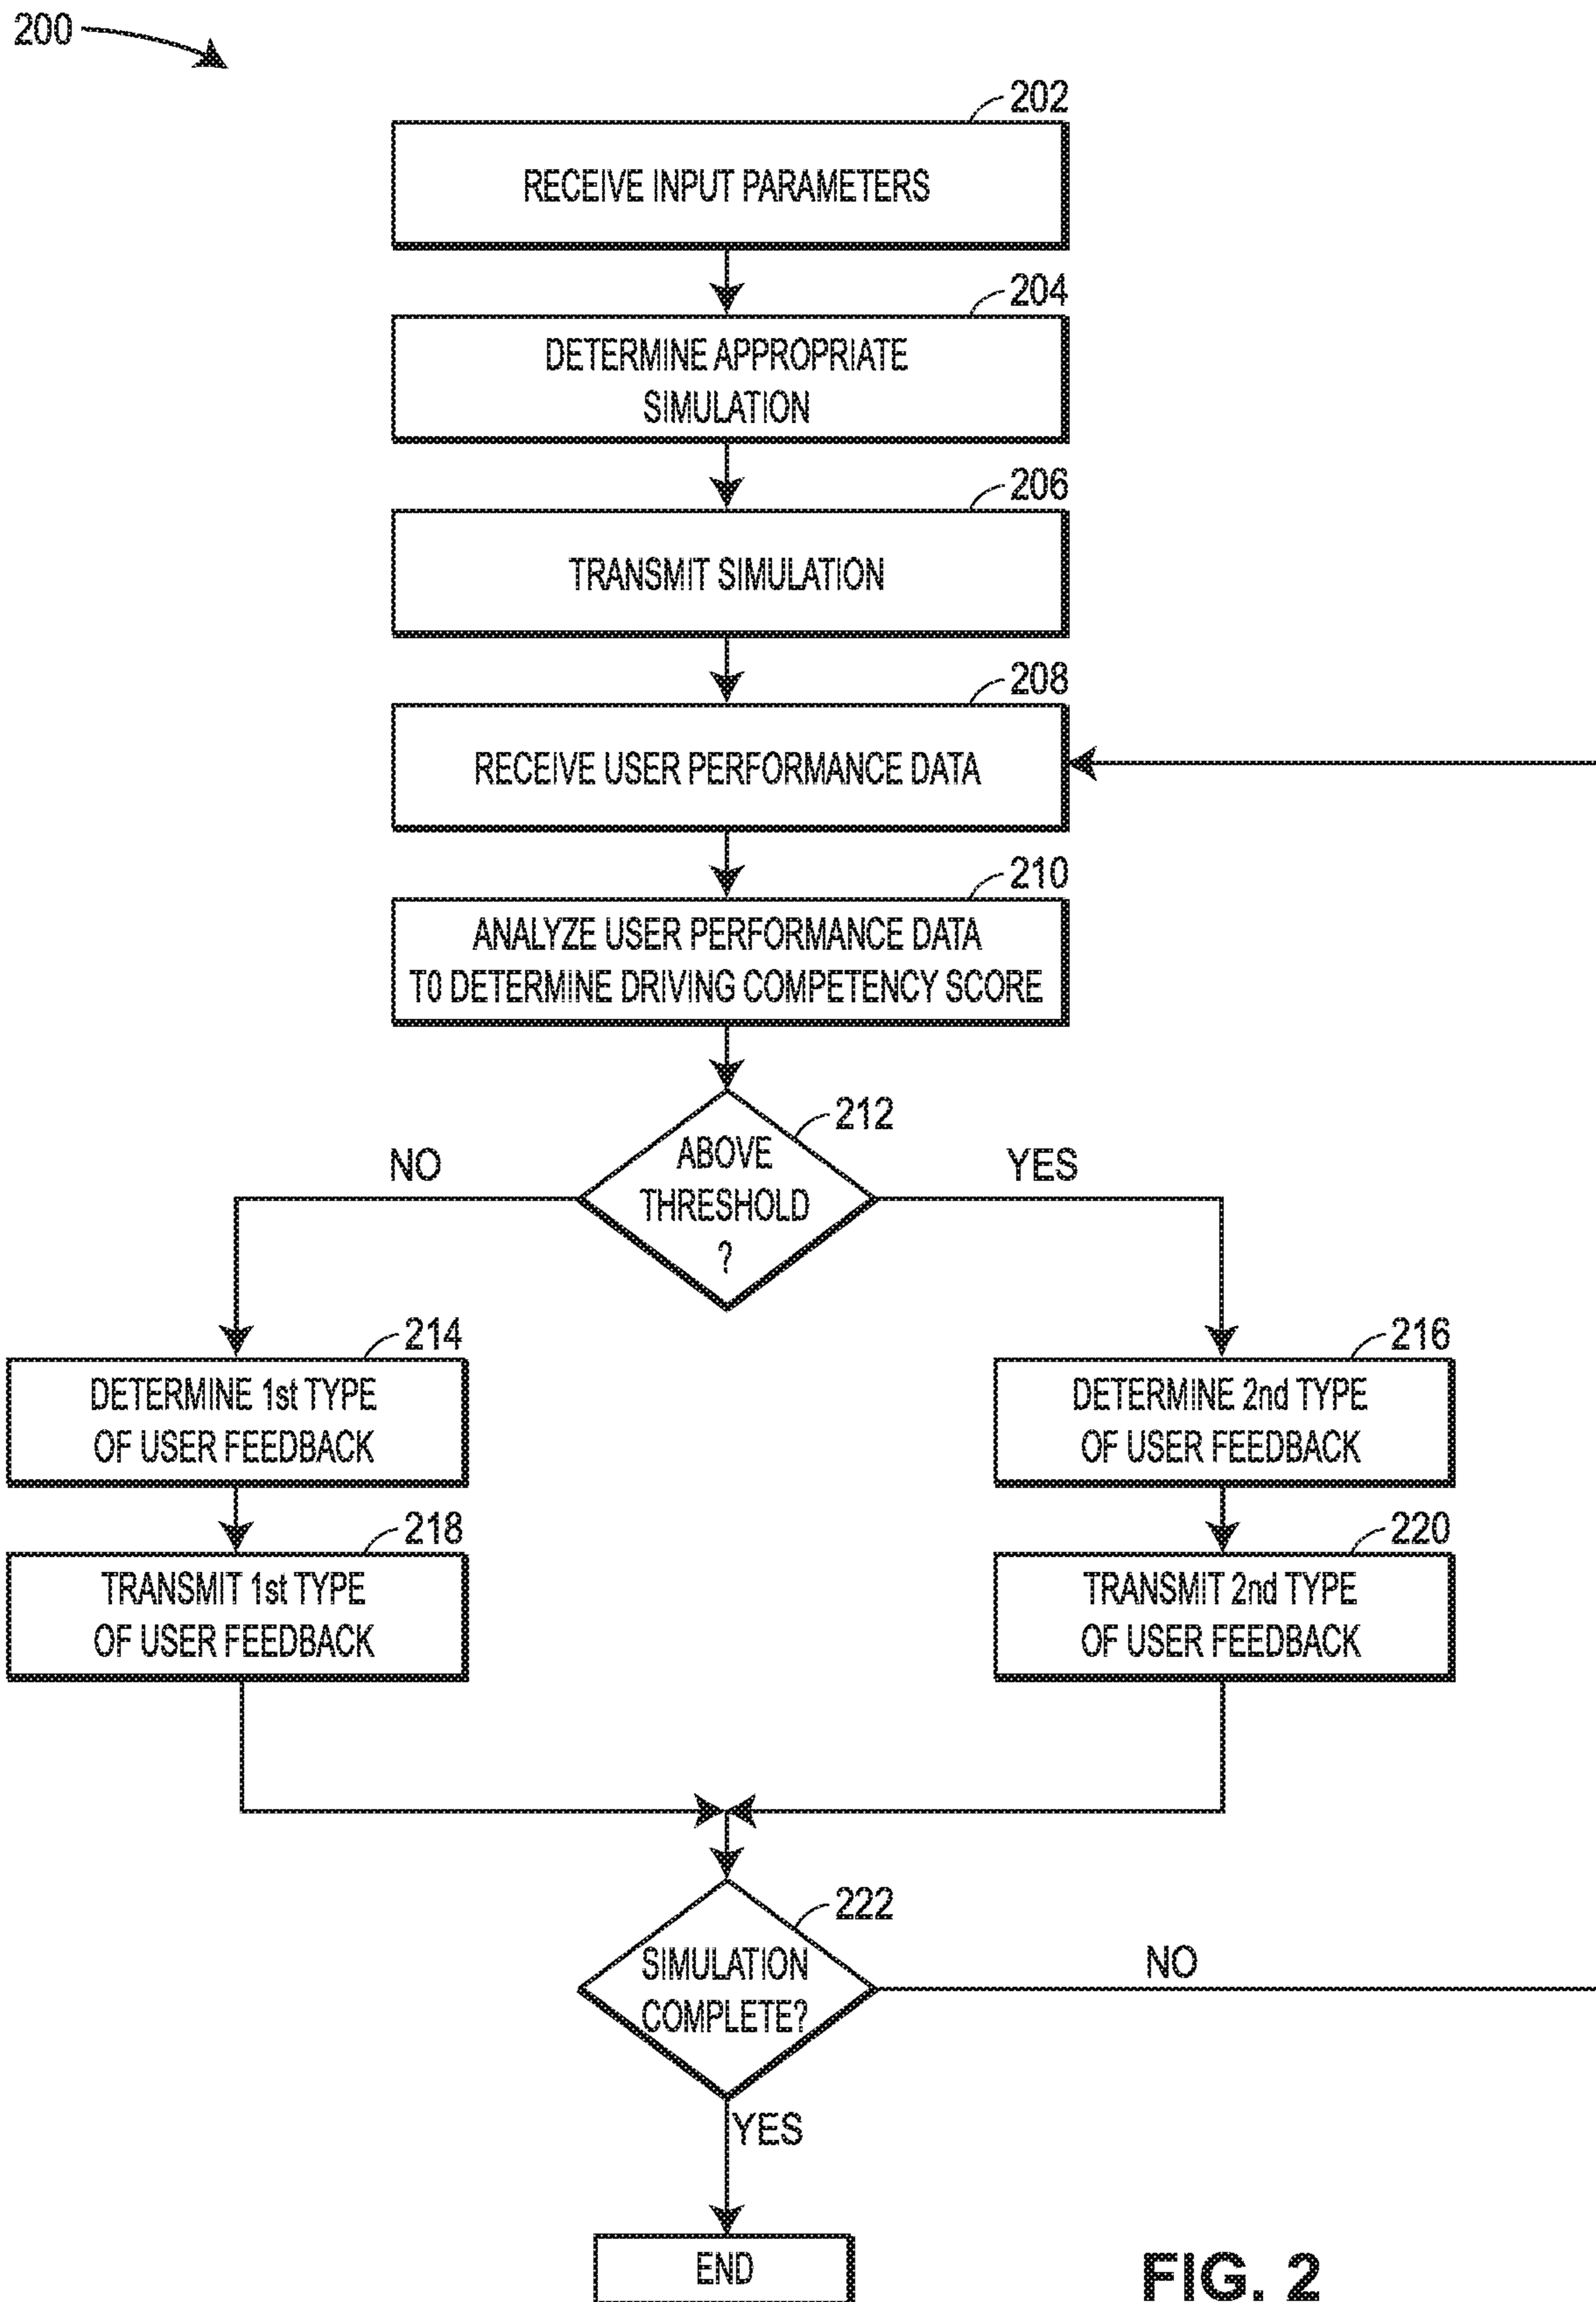 200
202
RECEIVE INPUT PARAMETERS
204
DETERMINE APPROPRIATE
SIMULATION
206
TRANSMIT SIMULATION
208
RECEIVE USER PERFORMANCE DATA
210
ANALYZE USER PERFORMANCE DATA
T0 DETERMINE DRIVING COMPETENCY SCORE
212
ABOVE
THRESHOLD
?
NO
YES
214
DETERMINE 1st TYPE
OF USER FEEDBACK
216
DETERMINE 2nd TYPE
OF USER FEEDBACK
218
TRANSMIT 1st TYPE
OF USER FEEDBACK
220
TRANSMIT 2nd TYPE
OF USER FEEDBACK
222
SIMULATION
COMPLETE?
NO
YES
END
FIG. 2